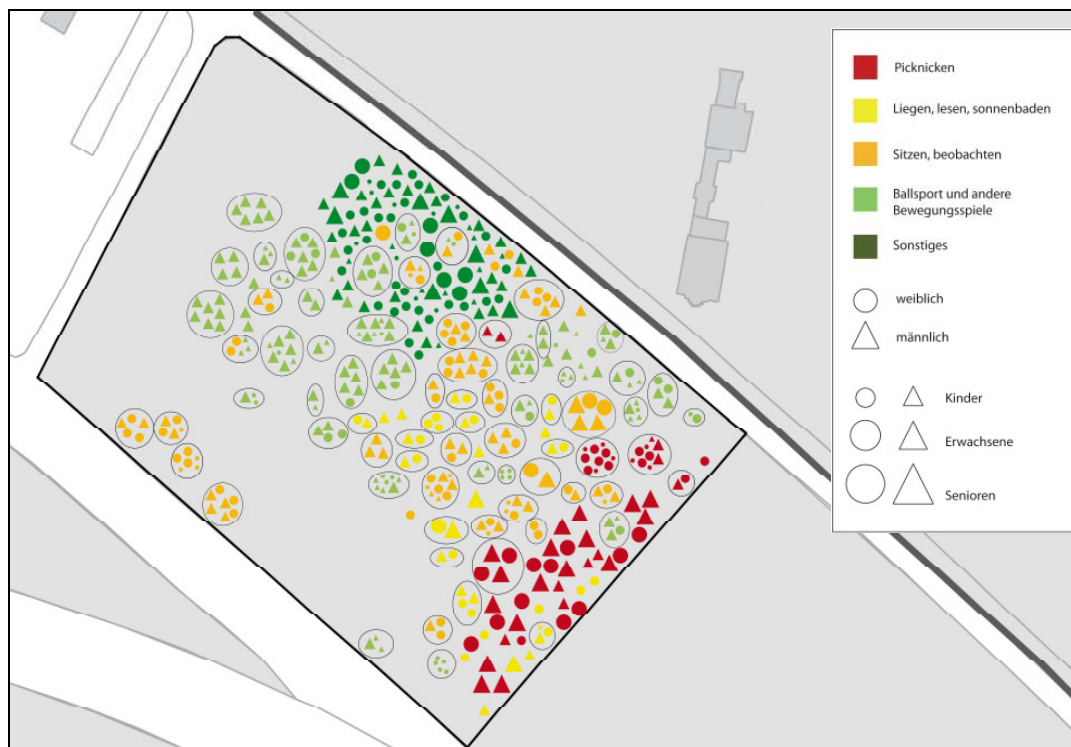 Picknicken
Liegen, lesen, sonnenbaden
Sitzen, beobachten
Ballsport und andere
Bewegungsspiele
Sonstiges
weiblich
männlich
Kinder
Erwachsene
Senioren